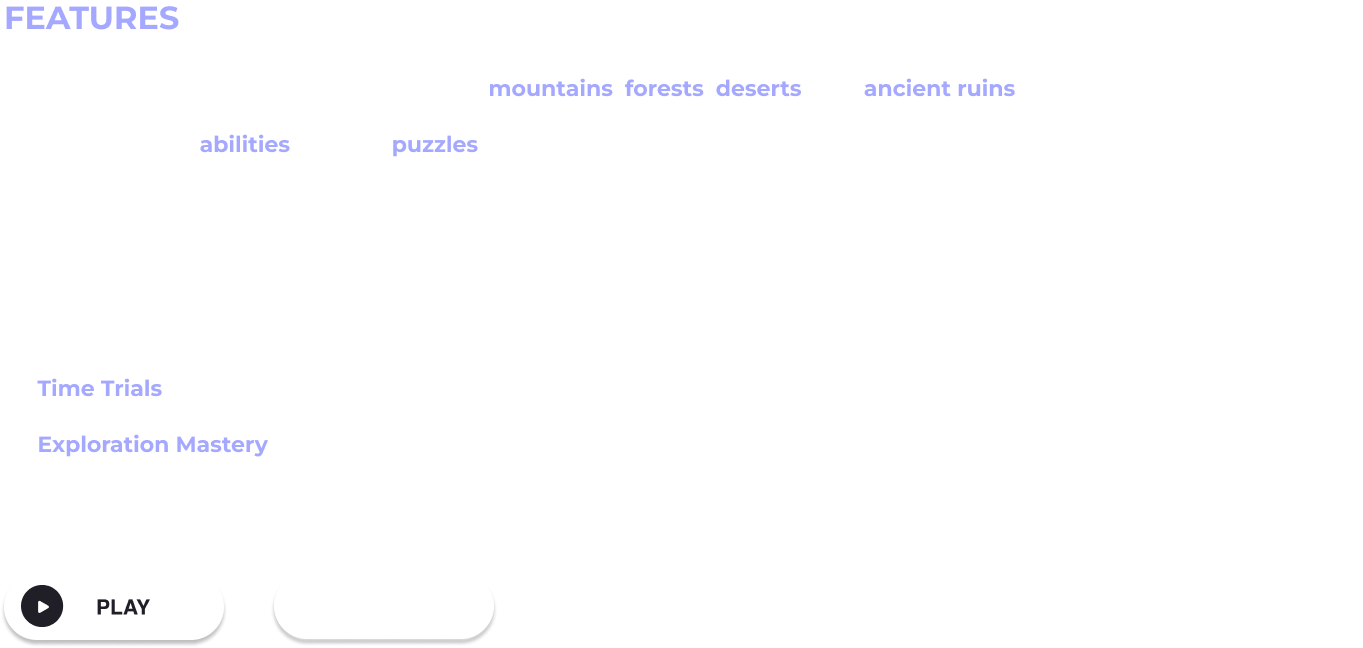 FEATURES
mountains forests deserts ancient ruins
abilities puzzles
Time Trials
Exploration Mastery
PLAY